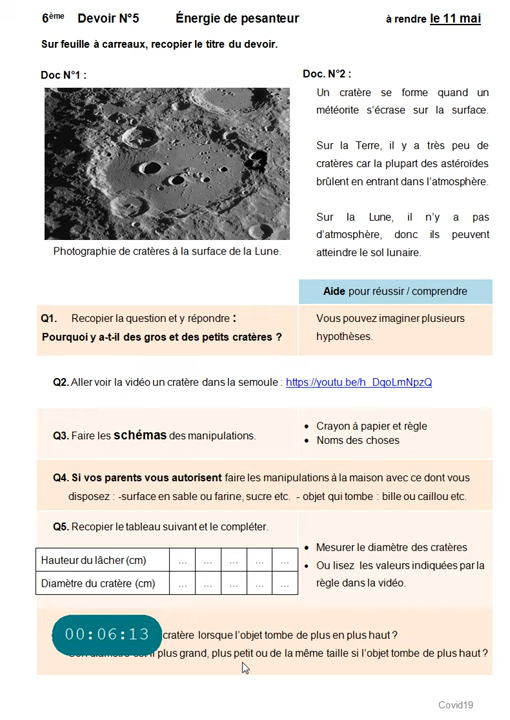 6ème Devoir N°5 Énergie de pesanteur à rendre le 11 mai
Sur feuille à carreaux, recopier le titre du devoir.
Doc N°1 :
Photographie de cratères à la surface de la Lune.
Doc. N°2 :
Un cratère se forme quand un
météorite s'écrase sur la surface.
Sur la Terre, il y a très peu de
cratères car la plupart des astéroïdes
brûlent en entrant dans l'atmosphère.
Sur la Lune, il n'y a pas
d'atmosphère, donc ils peuvent
atteindre le sol lunaire.
Aide pour réussir / comprendre
Q1. Recopier la question et y répondre :
Pourquoi y a-t-il des gros et des petits cratères ?
Vous pouvez imaginer plusieurs
hypothèses.
Q2. Aller voir la vidéo un cratère dans la semoule : https://youtu.be/h_DqoLmNpzQ
Q3. Faire les schémas des manipulations.
• Crayon à papier et règle
• Noms des choses
Q4. Si vos parents vous autorisent faire les manipulations à la maison avec ce dont vous
disposez : -surface en sable ou farine, sucre etc. - objet qui tombe : bille ou caillou etc.
Q5. Recopier le tableau suivant et le compléter.
Hauteur du lâcher (cm) ... ... ... ... ...
Diamètre du cratère (cm) ... ... ... ... ...
• Mesurer le diamètre des cratères
• Ou lisez les valeurs indiquées par la
règle dans la vidéo.
00:06:13
cratère lorsque l'objet tombe de plus en plus haut ?
plus grand, plus petit ou de la même taille si l'objet tombe de plus haut ?
Covid19